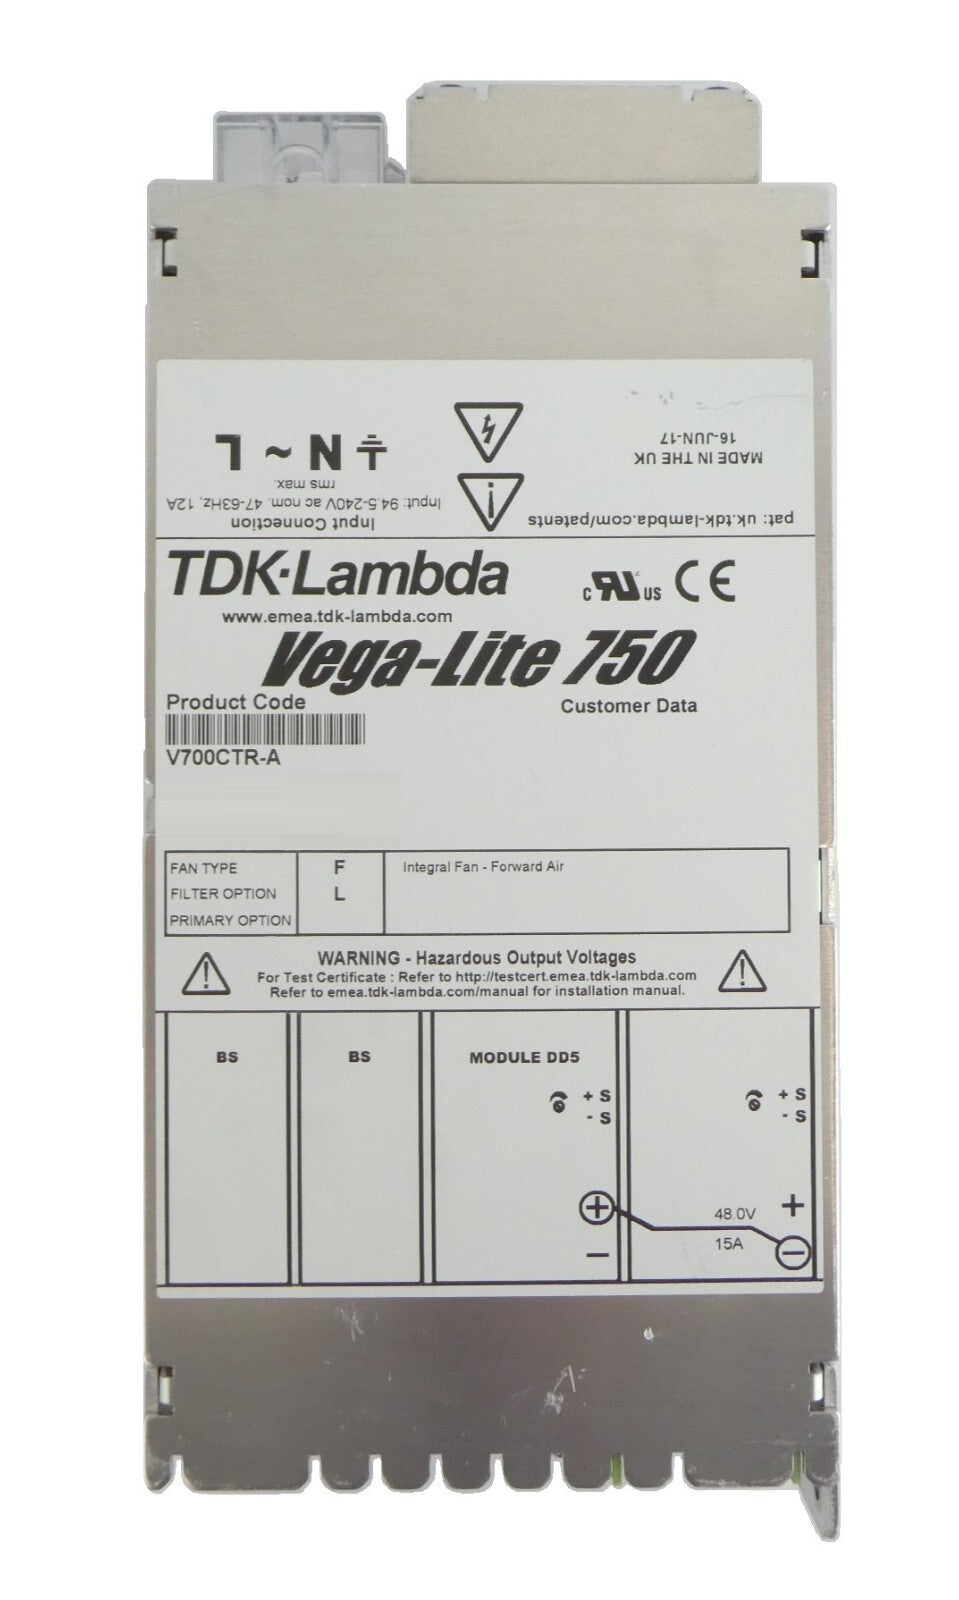 MADE IN THE UK
16-JUN-17
pat: uk.tdk-lambda.com/patents
Input Connection
Input: 94.5-240V ac nom. 47-63Hz, 12A
rms max.
N ~ L
TDK·Lambda
www.emea.tdk-lambda.com
C RU US CE
Vega-Lite 750
Product Code
Customer Data
V700CTR-A
FAN TYPE F Integral Fan - Forward Air
FILTER OPTION L
PRIMARY OPTION
WARNING - Hazardous Output Voltages
For Test Certificate : Refer to http://testcert.emea.tdk-lambda.com
Refer to emea.tdk-lambda.com/manual for installation manual.
BS BS MODULE DD5
+ S + S
- S - S
+ 48.0V +
- 15A -